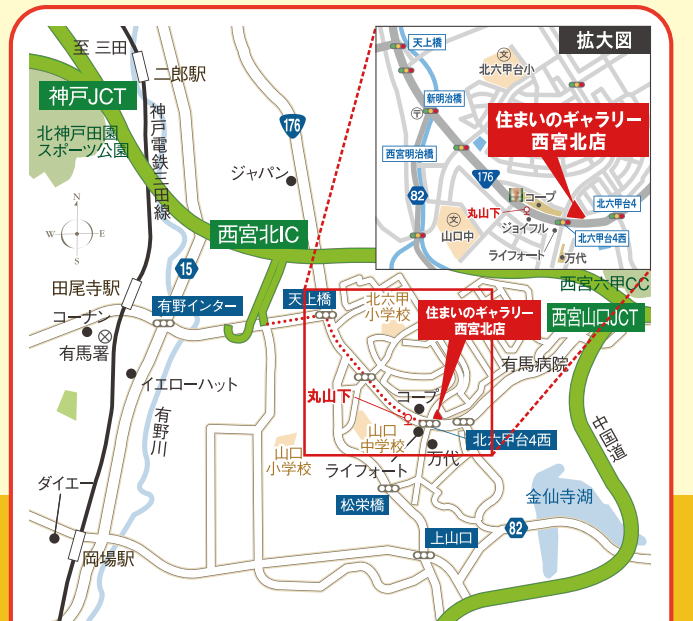 至 三田
二郎駅
神戸JCT
北神戸田園
スポーツ公園
神戸電鉄三田線
176
ジャパン
N
W
E
S
西宮北IC
15
田尾寺駅
有野インター
天上橋
コーナン
有馬署
イエローハット
有野川
北六甲
小学校
住まいのギャラリー
西宮北店
丸山下
コープ
山口
中学校
山口
小学校
ライフォート
万代
北六甲台4西
有馬病院
西宮六甲CC
西宮山口JCT
中国道
金仙寺湖
松栄橋
上山口
82
ダイエー
岡場駅
拡大図
天上橋
文
北六甲台小
新明治橋
〒
西宮明治橋
住まいのギャラリー
西宮北店
176
82
コープ
丸山下
ジョイフル
ライフォート
北六甲台4
北六甲台4西
万代
文
山口中